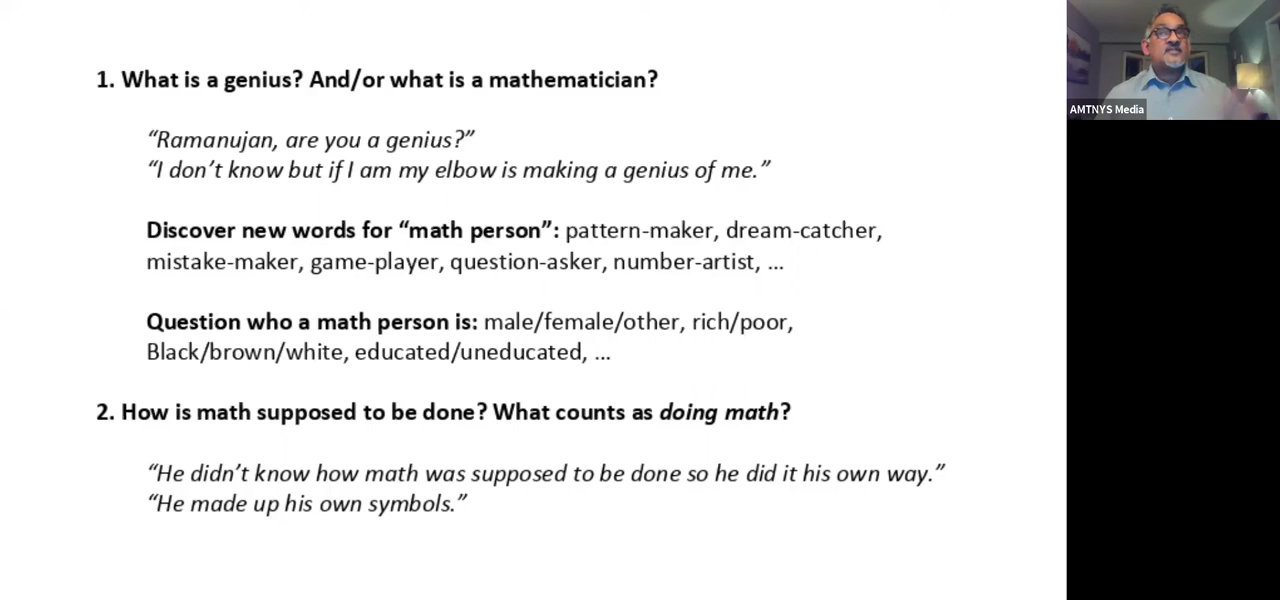 1. What is a genius? And/or what is a mathematician?
“Ramanujan, are you a genius?”
“I don’t know but if I am my elbow is making a genius of me.”
Discover new words for “math person”: pattern-maker, dream-catcher,
mistake-maker, game-player, question-asker, number-artist, ...
Question who a math person is: male/female/other, rich/poor,
Black/brown/white, educated/uneducated, ...
2. How is math supposed to be done? What counts as doing math?
“He didn’t know how math was supposed to be done so he did it his own way.”
“He made up his own symbols.”
AMTNYS Media